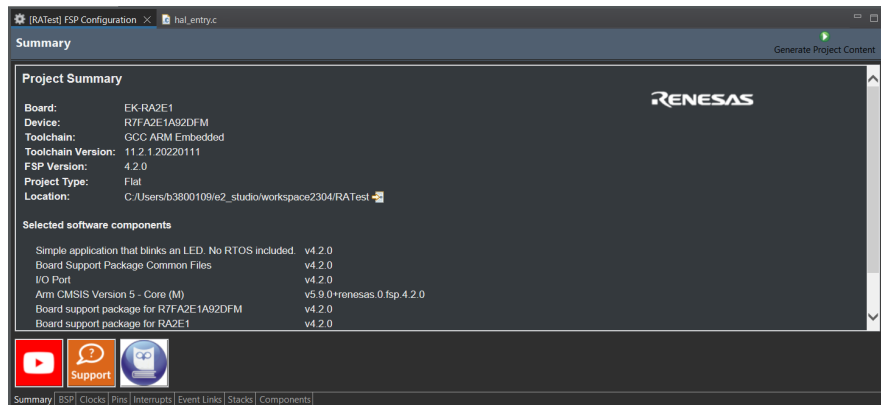 [RATest] FSP Configuration
hal_entry.c
Summary
Generate Project Content
Project Summary
RENESAS
Board: EK-RA2E1
Device: R7FA2E1A92DFM
Toolchain: GCC ARM Embedded
Toolchain Version: 11.2.1.20220111
FSP Version: 4.2.0
Project Type: Flat
Location: C:/Users/b3800109/e2_studio/workspace2304/RATest
Selected software components
Simple application that blinks an LED. No RTOS included. v4.2.0
Board Support Package Common Files v4.2.0
I/O Port v4.2.0
Arm CMSIS Version 5 - Core (M) v5.9.0+renesas.0.fsp.4.2.0
Board support package for R7FA2E1A92DFM v4.2.0
Board support package for RA2E1 v4.2.0
?
Support
Summary BSP Clocks Pins Interrupts Event Links Stacks Components